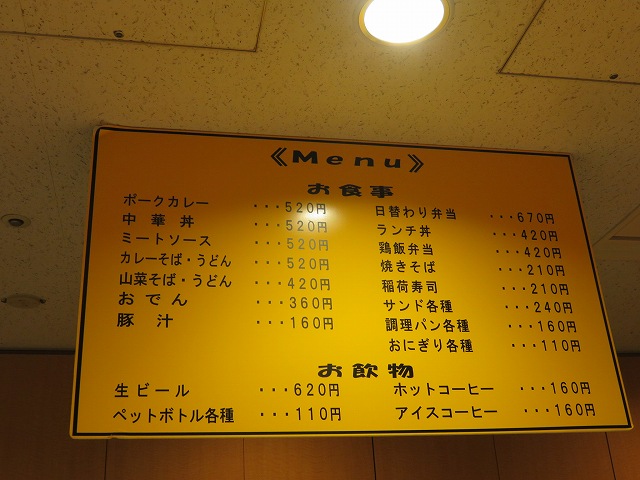 《Menu》
お食事
ポークカレー ・・・520円
中華丼 ・・・520円
ミートソース ・・・520円
カレーそば・うどん ・・・520円
山菜そば・うどん ・・・420円
おでん ・・・360円
豚汁 ・・・160円
日替わり弁当 ・・・670円
ランチ丼 ・・・420円
鶏飯弁当 ・・・420円
焼きそば ・・・210円
稲荷寿司 ・・・210円
サンド各種 ・・・240円
調理パン各種 ・・・160円
おにぎり各種 ・・・110円
お飲物
生ビール ・・・620円
ペットボトル各種 ・・・110円
ホットコーヒー ・・・160円
アイスコーヒー ・・・160円